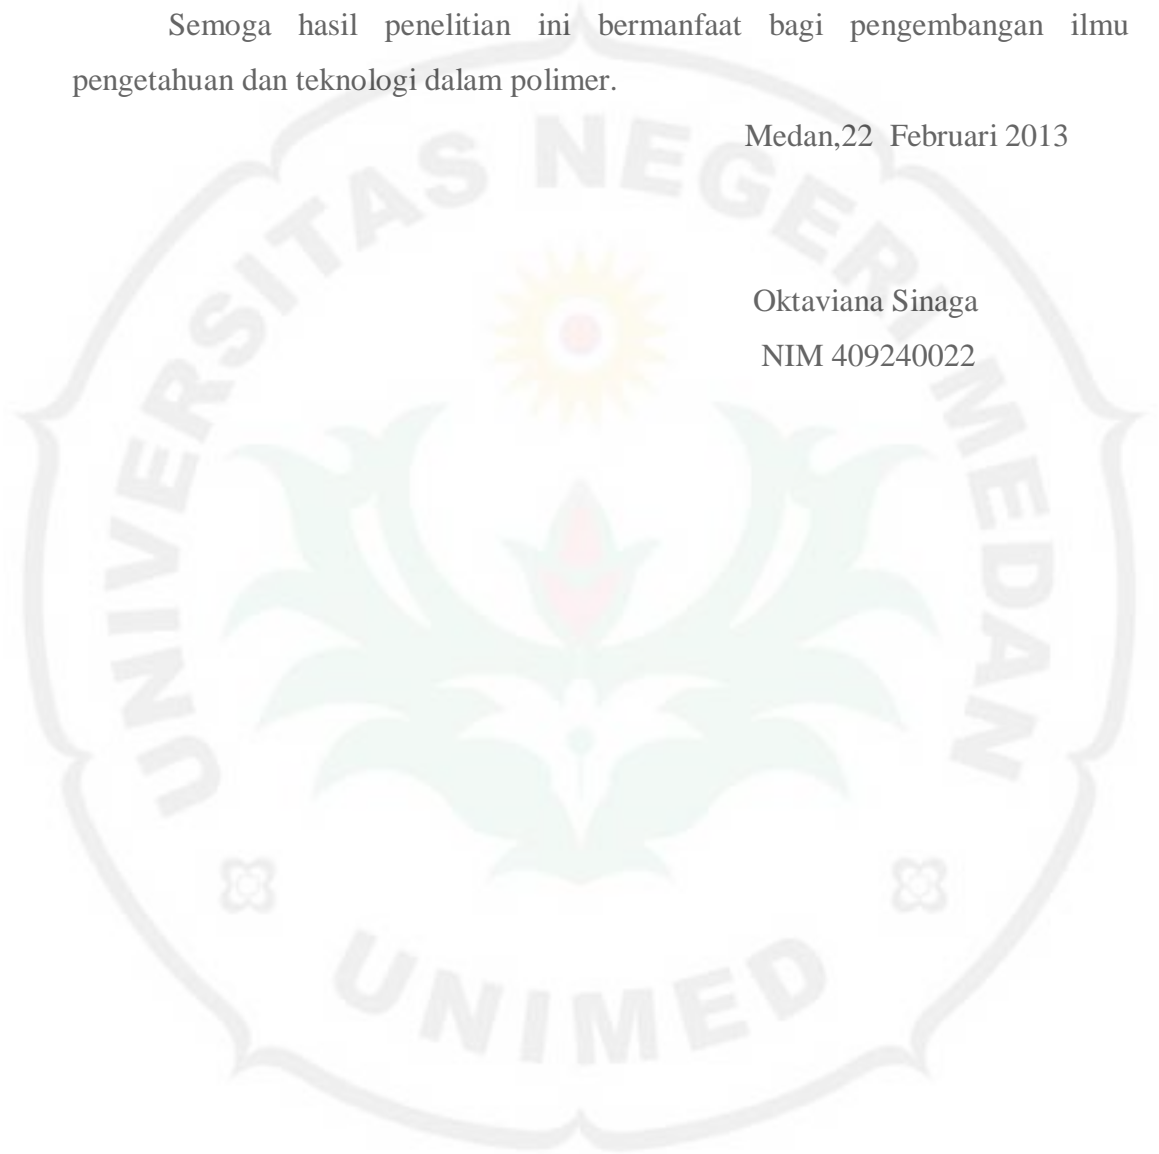 Semoga hasil penelitian ini bermanfaat bagi pengembangan ilmu
pengetahuan dan teknologi dalam polimer.
Medan,22 Februari 2013
Oktaviana Sinaga
NIM 409240022
UNIVERSITAS NEGERI MEDAN
UNIMED